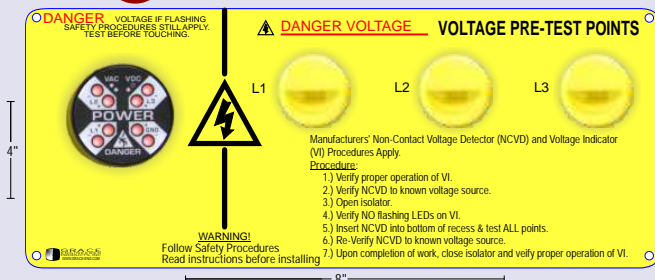 DANGER VOLTAGE IF FLASHING
SAFETY PROCEDURES STILL APPLY.
TEST BEFORE TOUCHING.
DANGER VOLTAGE VOLTAGE PRE-TEST POINTS
VAC VDC
L2 L3
POWER
L1 GND
DANGER
L1 L2 L3
4"
Manufacturers' Non-Contact Voltage Detector (NCVD) and Voltage Indicator
(VI) Procedures Apply.
Procedure:
1.) Verify proper operation of VI.
2.) Verify NCVD to known voltage source.
3.) Open isolator.
4.) Verify NO flashing LEDs on VI.
5.) Insert NCVD into bottom of recess & test ALL points.
6.) Re-Verify NCVD to known voltage source.
7.) Upon completion of work, close isolator and veify proper operation of VI.
WARNING!
Follow Safety Procedures
Read instructions before installing
GRACE
8"